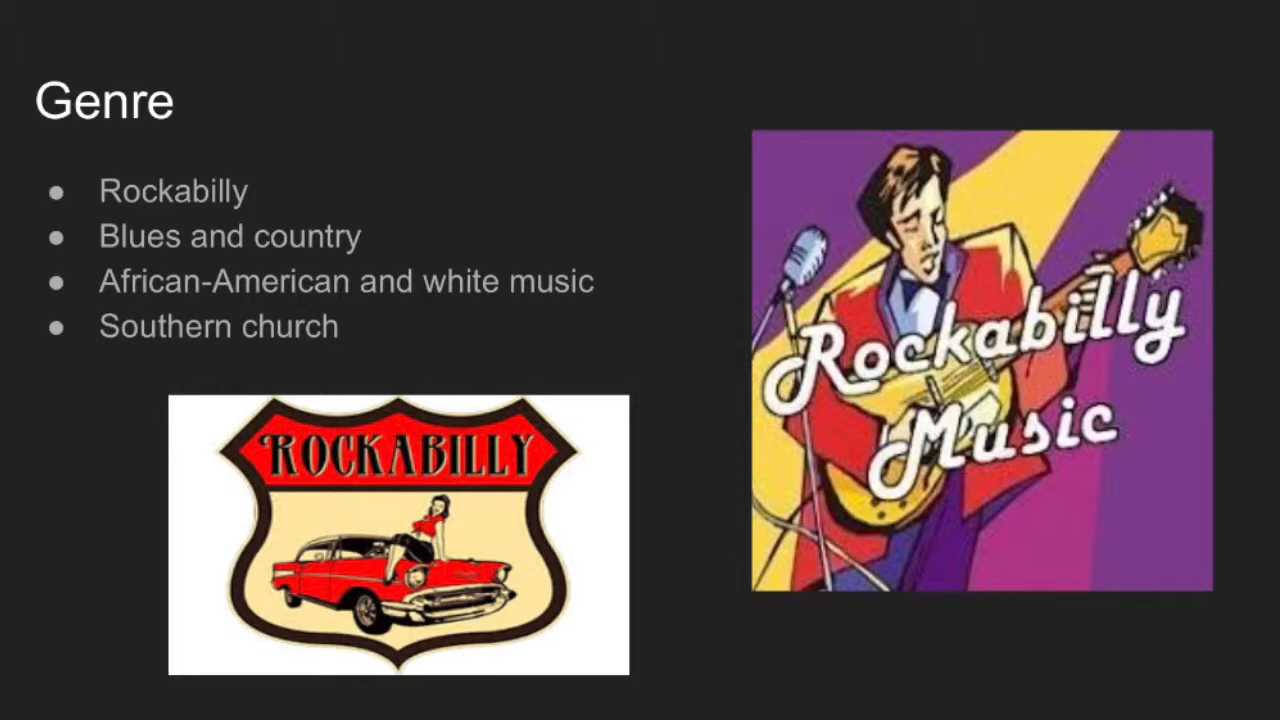 Genre
● Rockabilly
● Blues and country
● African-American and white music
● Southern church
ROCKABILLY
Rockabilly
Music